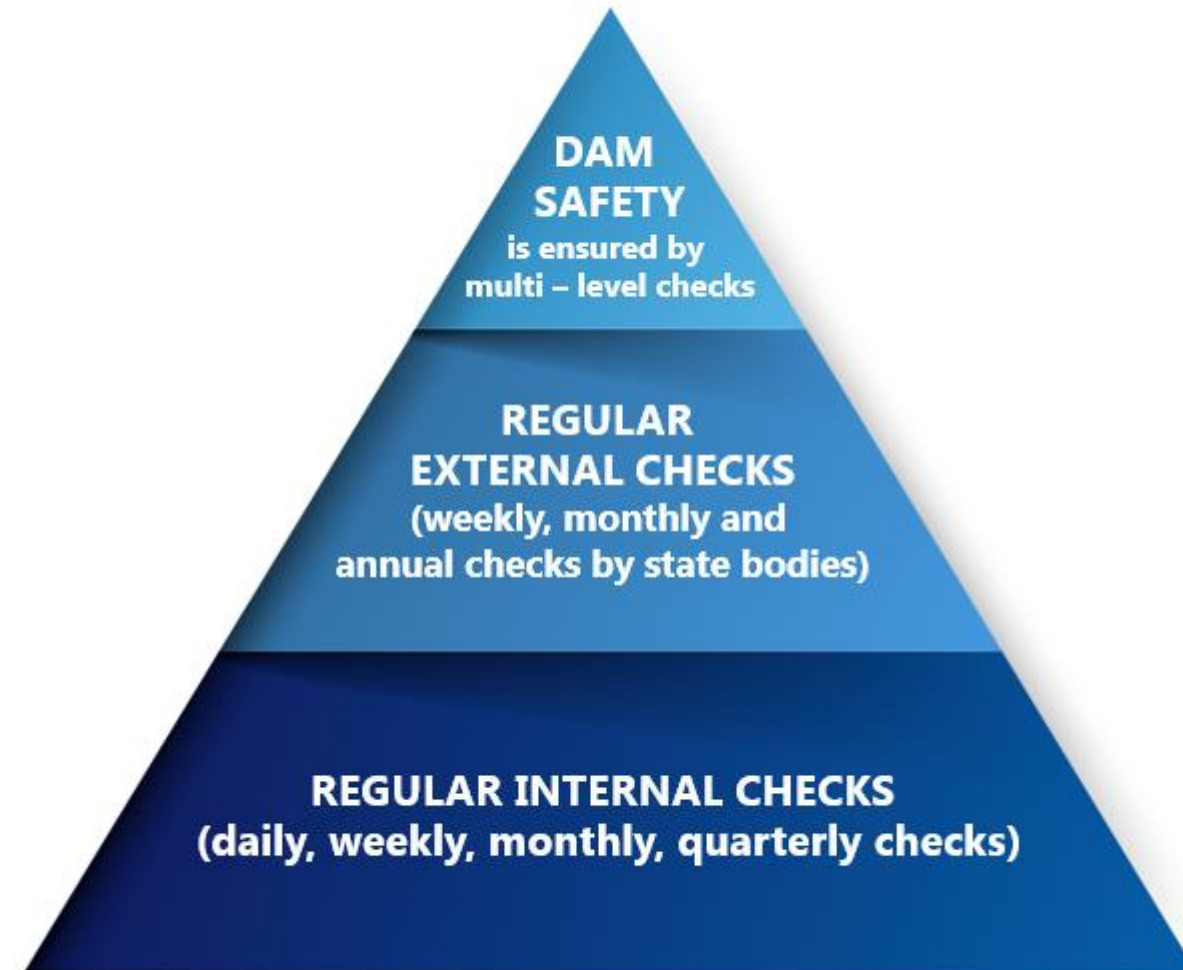 DAM
SAFETY
is ensured by
multi – level checks
REGULAR
EXTERNAL CHECKS
(weekly, monthly and
annual checks by state bodies)
REGULAR INTERNAL CHECKS
(daily, weekly, monthly, quarterly checks)